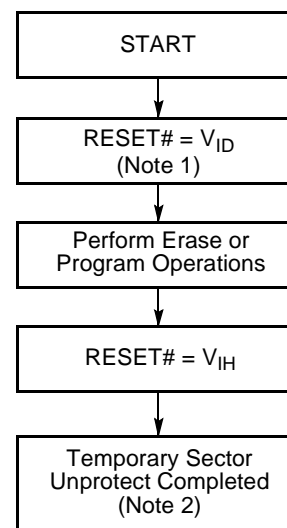 START
RESET# = VID
(Note 1)
Perform Erase or
Program Operations
RESET# = VIH
Temporary Sector
Unprotect Completed
(Note 2)